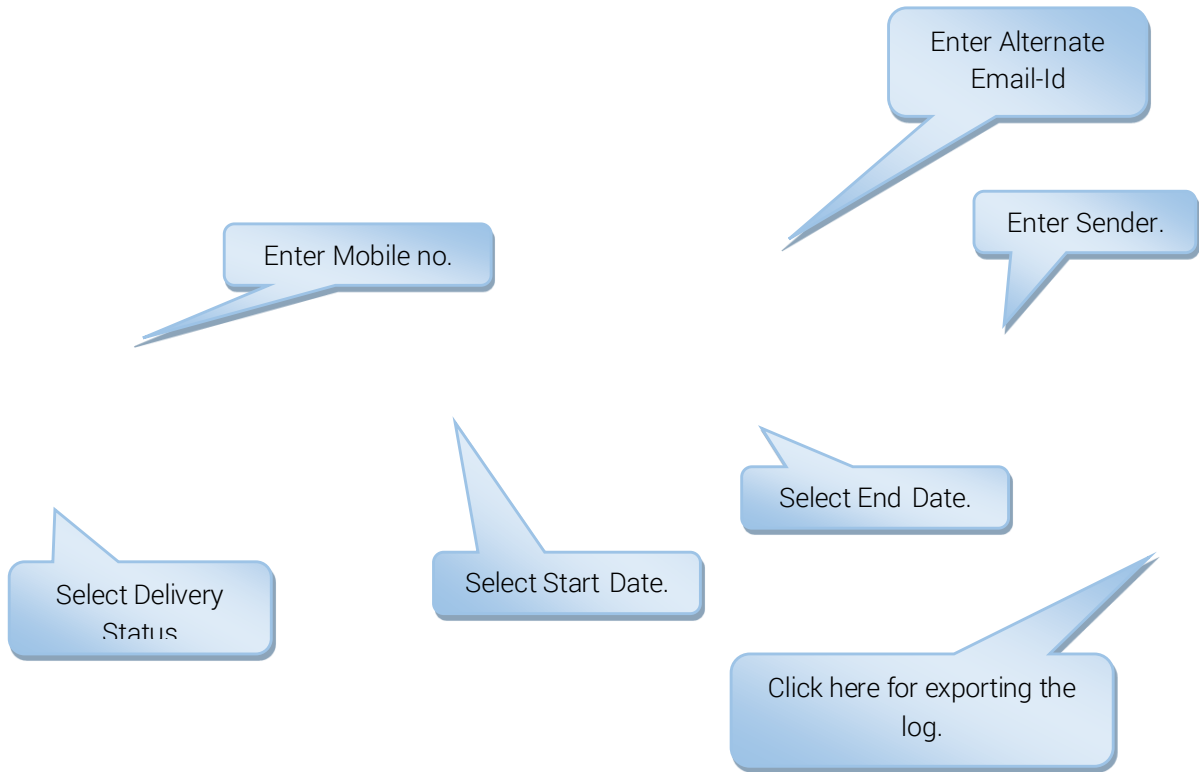 Enter Alternate
Email-Id
Enter Sender.
Enter Mobile no.
Select End Date.
Select Start Date.
Select Delivery
Status
Click here for exporting the
log.